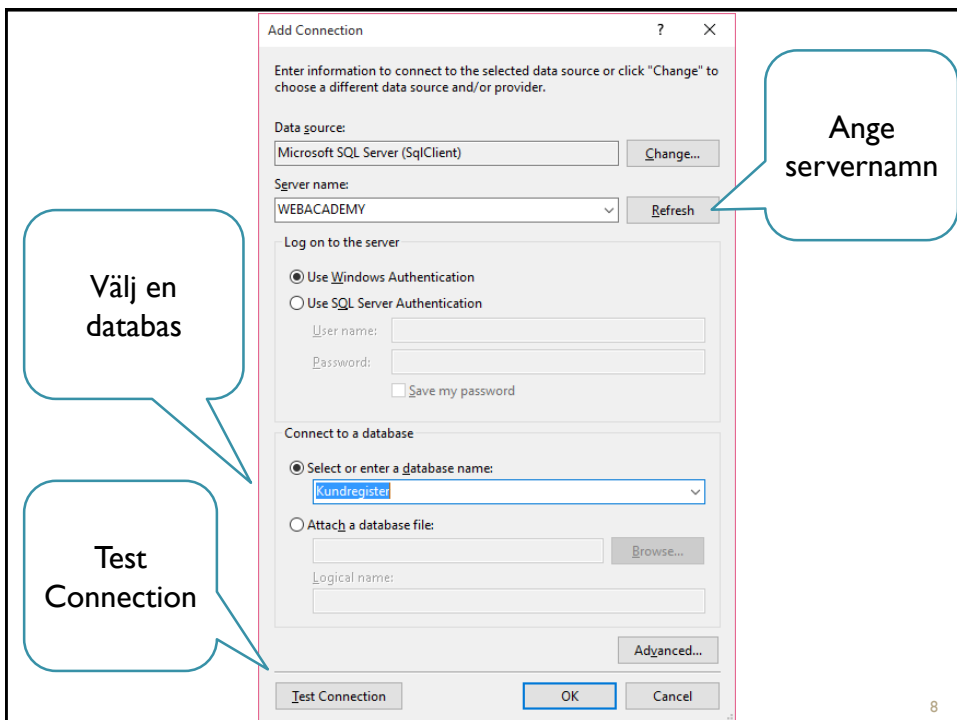 Add Connection
?
Enter information to connect to the selected data source or click "Change" to
choose a different data source and/or provider.
Data source:
Microsoft SQL Server (SqlClient)
Change...
Server name:
WEBACADEMY
Refresh
Log on to the server
Use Windows Authentication
Use SQL Server Authentication
User name:
Password:
Save my password
Connect to a database
Select or enter a database name:
Kundregister
Attach a database file:
Browse...
Logical name:
Advanced...
Test Connection
OK
Cancel
Ange
servernamn
Välj en
databas
Test
Connection
8